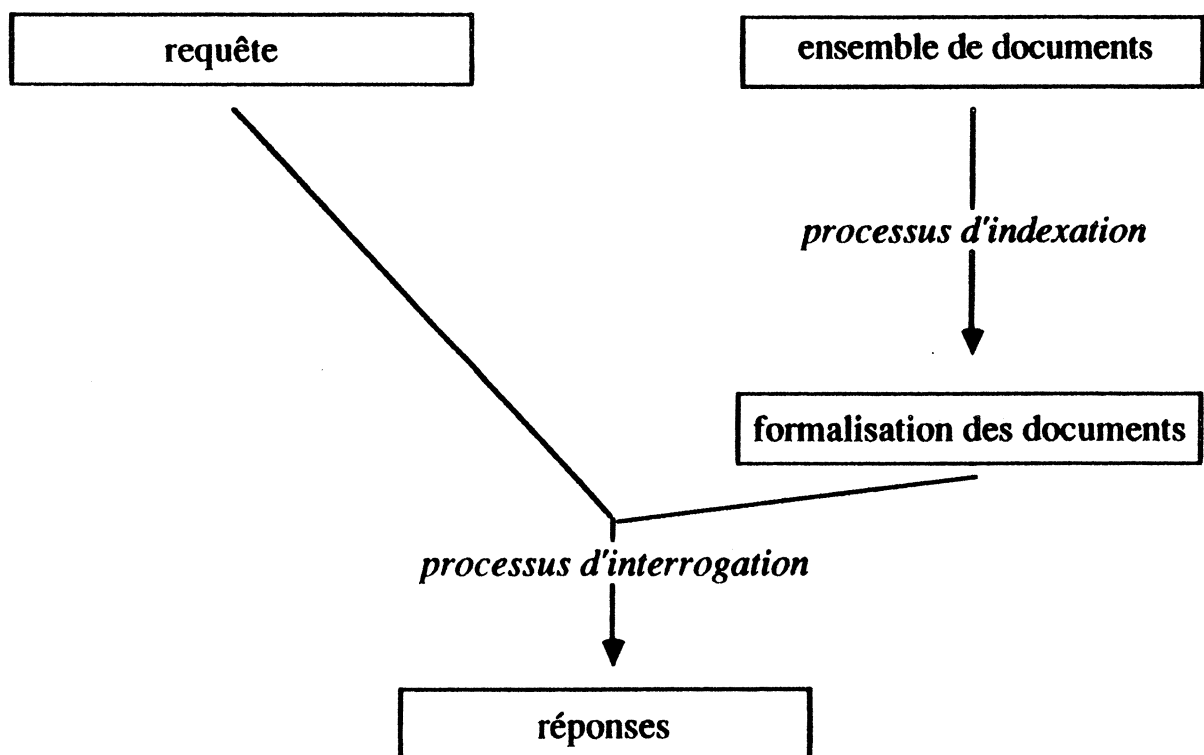 requête
ensemble de documents
processus d'indexation
formalisation des documents
processus d'interrogation
réponses